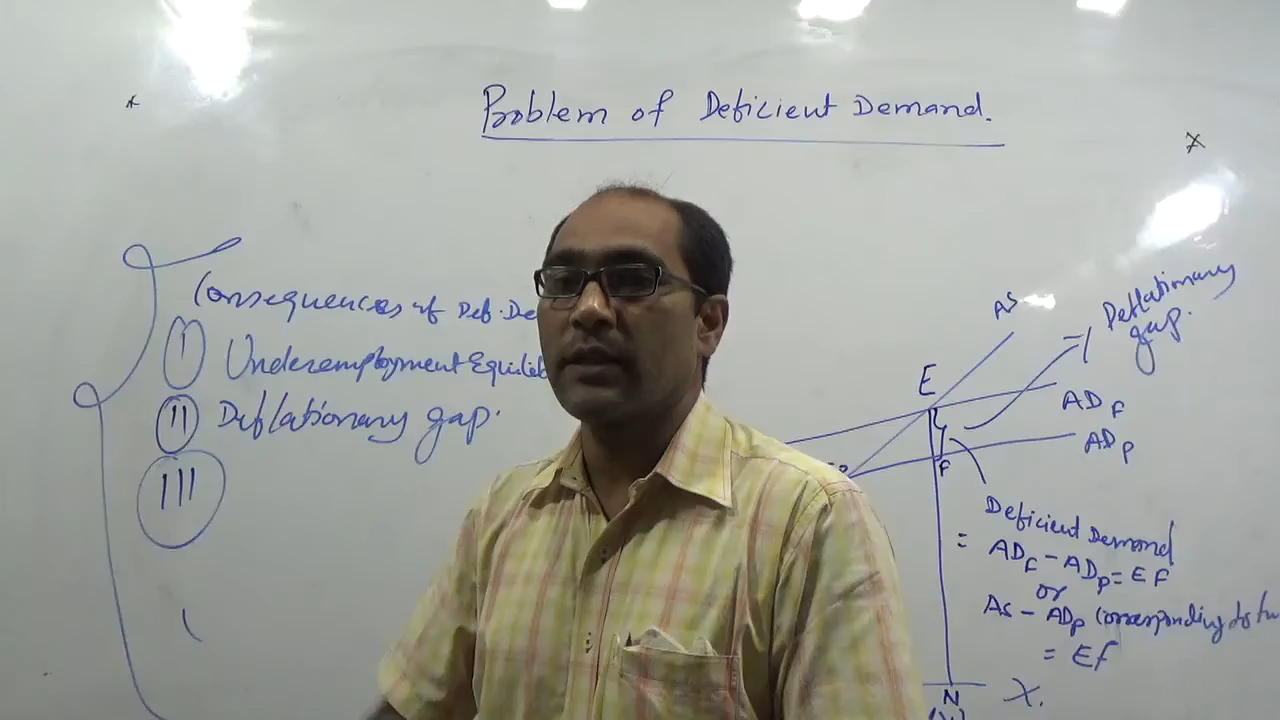 Problem of Deficient Demand.
Consequences of Def. De
I Underemployment Equilib
II Deflationary gap.
III
AS
Deflationary
gap.
E
AD F
AD P
F
Deficient Demand
= AD F - AD P = EF
or
AS - AD P Corresponding to
= EF
N
X.